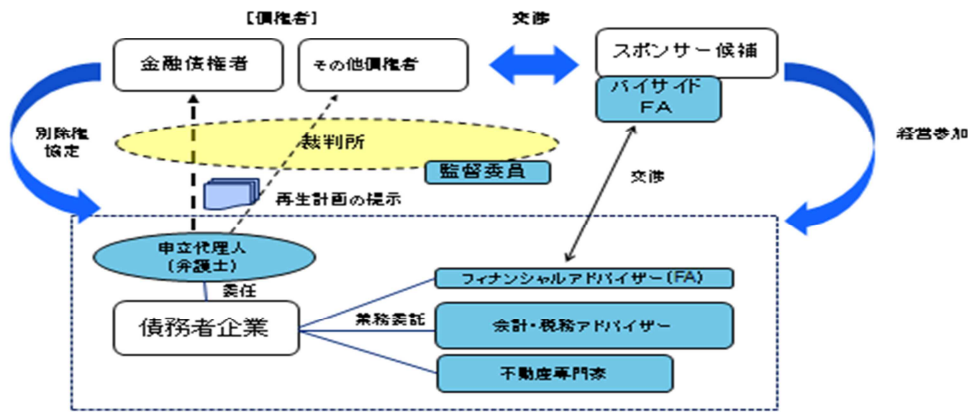 ［債権者］
交渉
金融債権者
その他債権者
スポンサー候補
バイサイド
FA
別除権
協定
裁判所
監督委員
経営参加
交渉
再生計画の提示
申立代理人
(弁護士)
委任
フィナンシャルアドバイザー(FA)
債務者企業
業務委託
会計・税務アドバイザー
不動産専門家